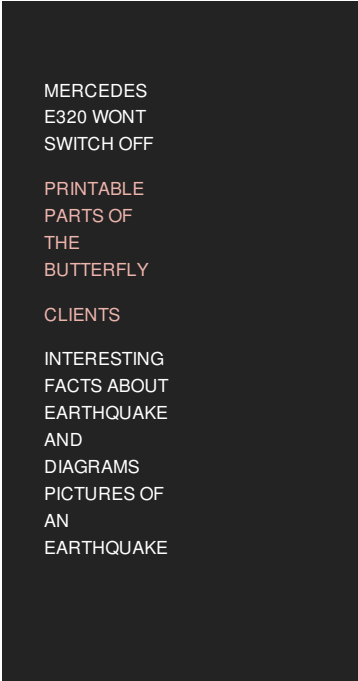 MERCEDES
E320 WONT
SWITCH OFF
PRINTABLE
PARTS OF
THE
BUTTERFLY
CLIENTS
INTERESTING
FACTS ABOUT
EARTHQUAKE
AND
DIAGRAMS
PICTURES OF
AN
EARTHQUAKE